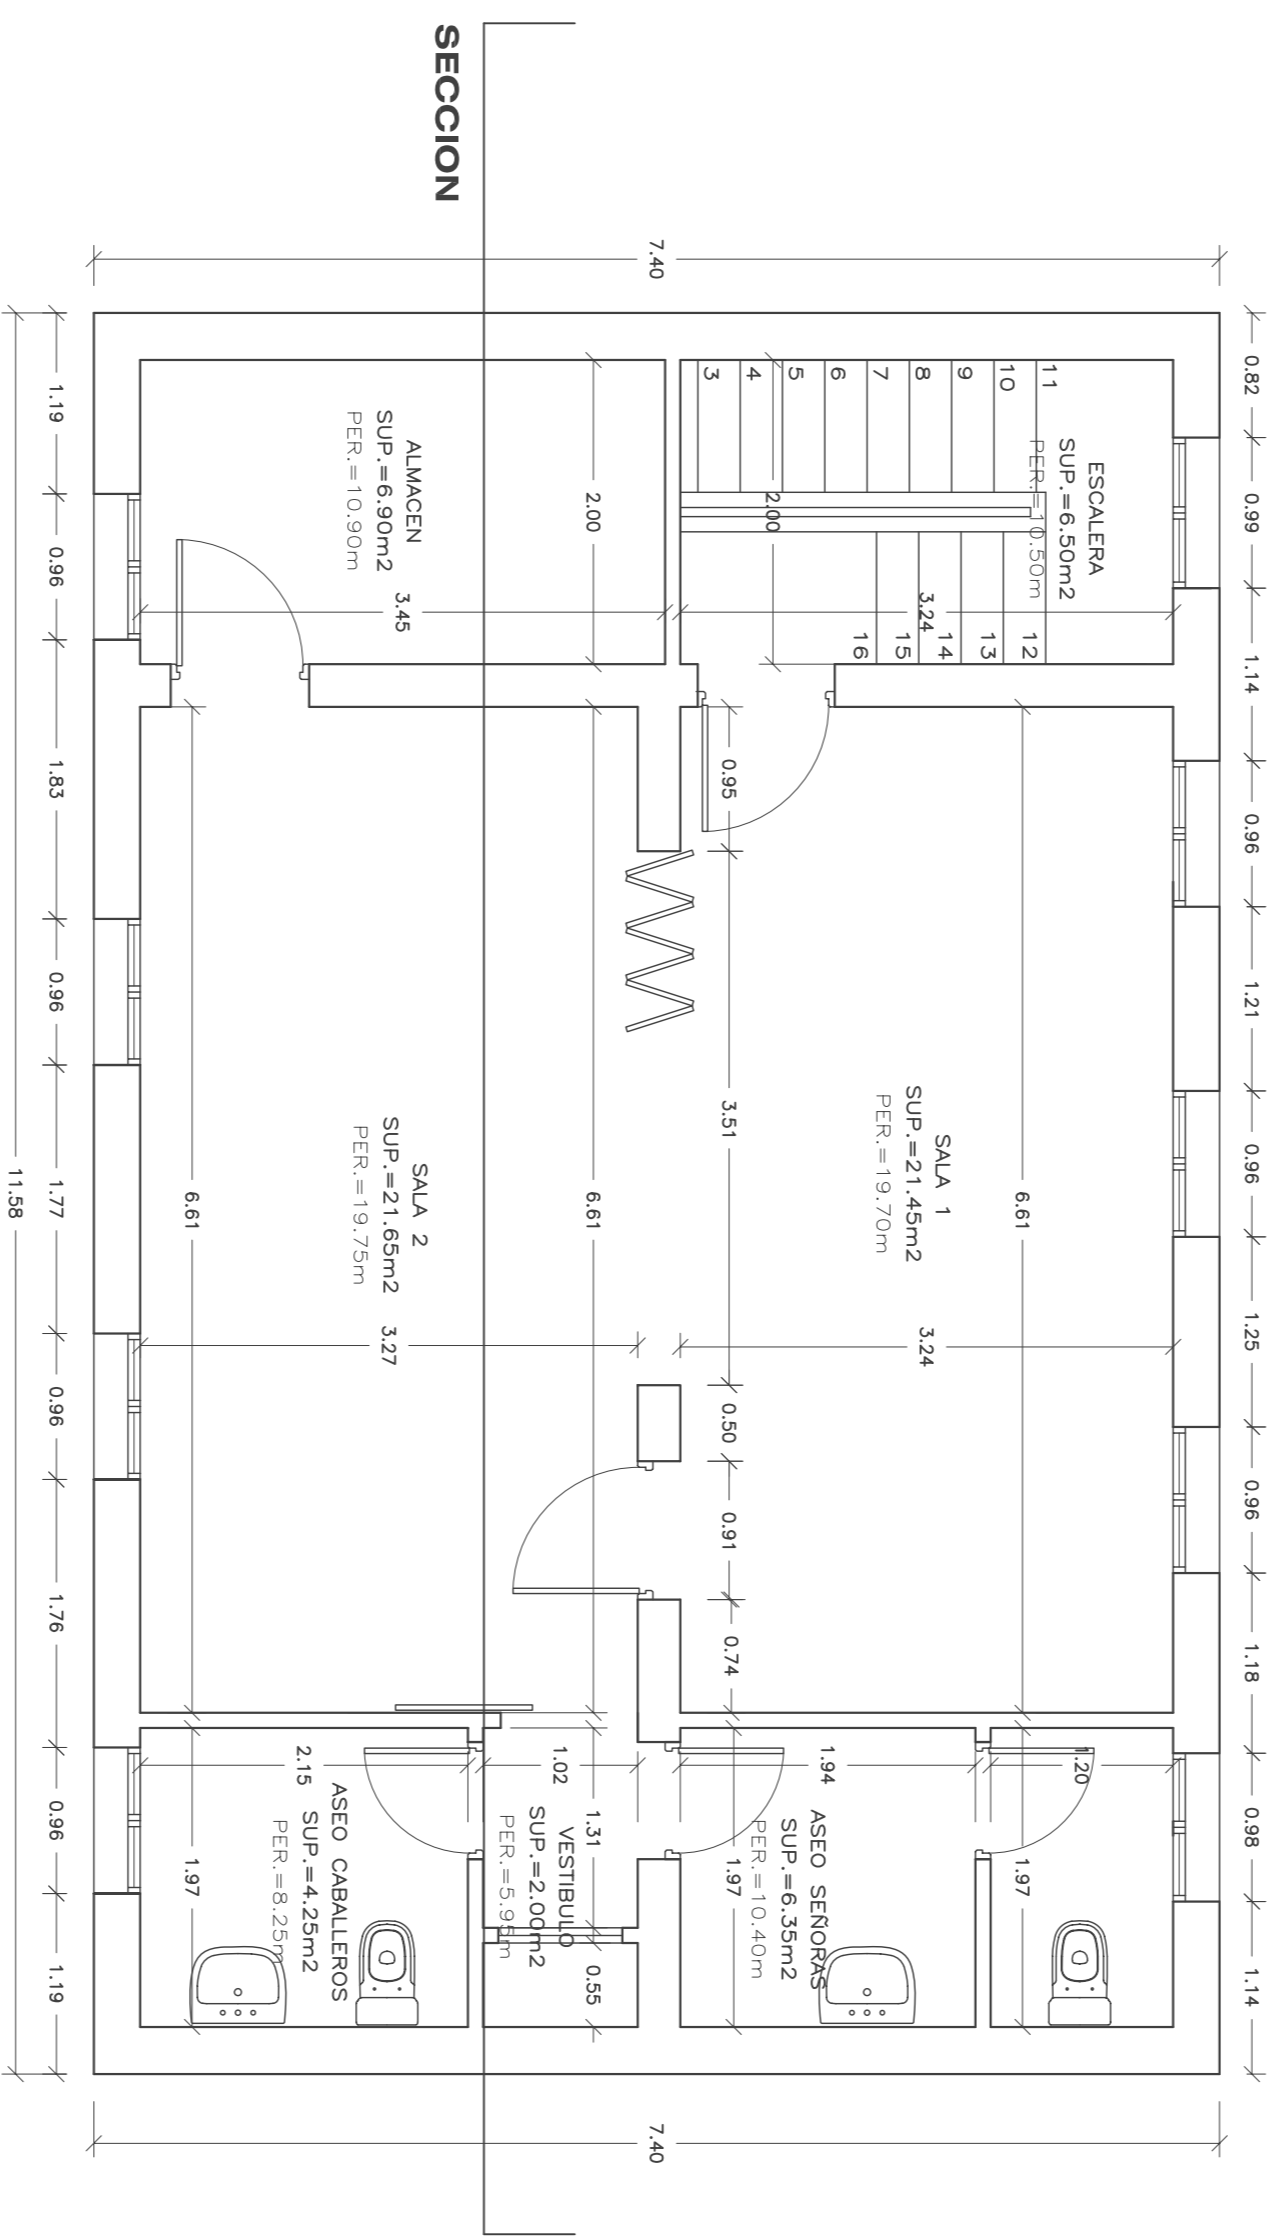 SECCION
7.40
0.82
0.99
1.14
0.96
1.21
0.96
1.25
0.96
1.18
0.98
1.14
ESCALERA
SUP.=6.50m2
PER.=10.50m
11
10
9
8
7
6
5
4
3
2.00
3.24
12
13
14
15
16
ALMACEN
SUP.=6.90m2
PER.=10.90m
2.00
3.45
SALA 1
SUP.=21.45m2
PER.=19.70m
6.61
3.24
0.95
3.51
0.50
0.91
0.74
SALA 2
SUP.=21.65m2
PER.=19.75m
6.61
6.61
3.27
1.20
1.97
1.94
ASEO SEÑORAS
SUP.=6.35m2
PER.=10.40m
1.97
1.02
1.31
0.55
VESTIBULO
SUP.=2.00m2
PER.=5.95m
2.15
ASEO CABALLEROS
SUP.=4.25m2
PER.=8.25m
1.97
1.19
0.96
1.83
0.96
1.77
0.96
1.76
0.96
1.19
11.58
7.40